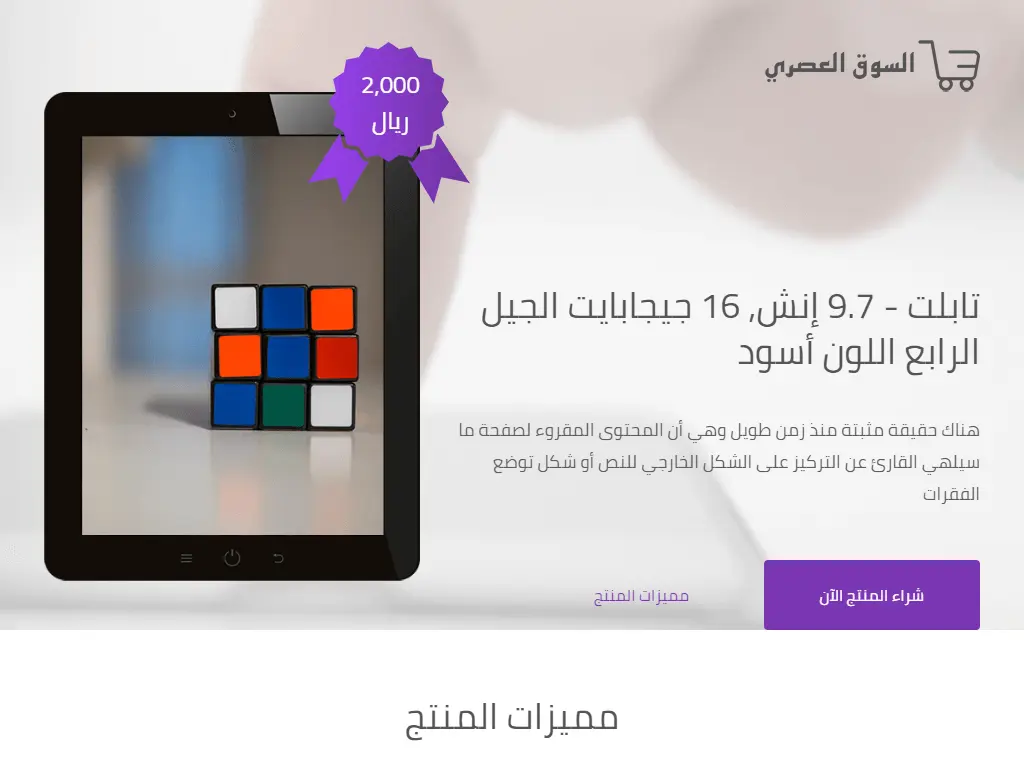 السوق العصري
2,000
ريال
تابلت - 9.7 إنش, 16 جيجابايت الجيل
الرابع اللون أسود
هناك حقيقة مثبتة منذ زمن طويل وهي أن المحتوى المقروء لصفحة ما
سيلهي القارئ عن التركيز على الشكل الخارجي للنص أو شكل توضع
الفقرات
شراء المنتج الآن
مميزات المنتج
مميزات المنتج